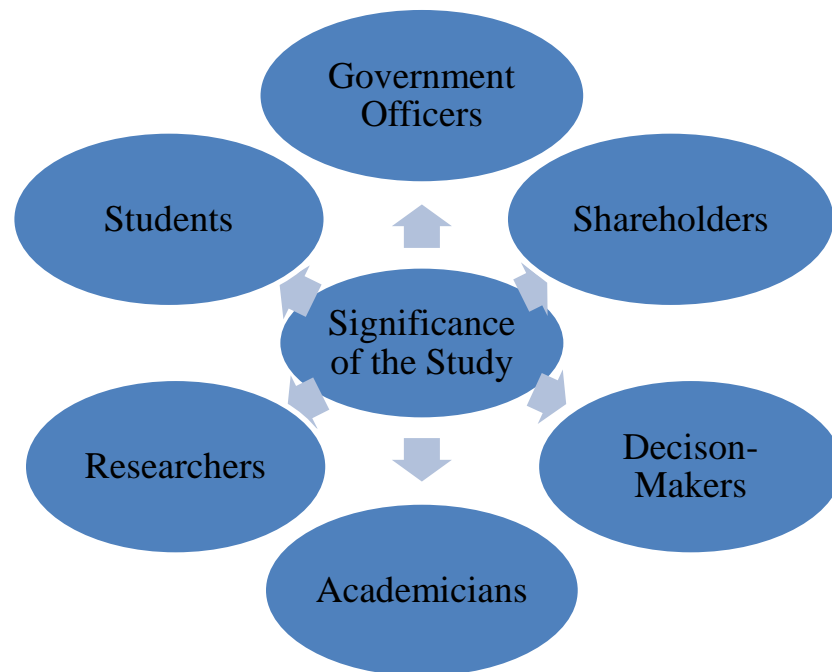 Government
Officers
Students
Shareholders
Significance
of the Study
Researchers
Decison-
Makers
Academicians